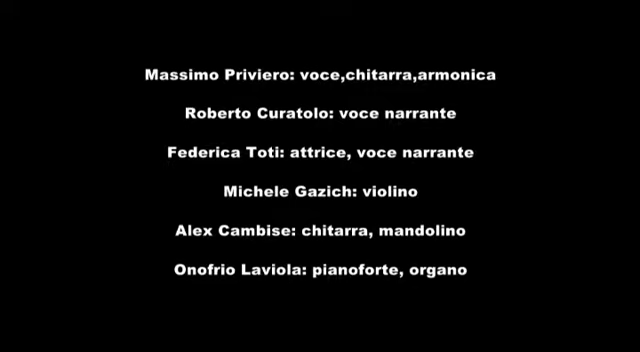 Massimo Priviero: voce,chitarra,armonica
Roberto Curatolo: voce narrante
Federica Toti: attrice, voce narrante
Michele Gazich: violino
Alex Cambise: chitarra, mandolino
Onofrio Laviola: pianoforte, organo